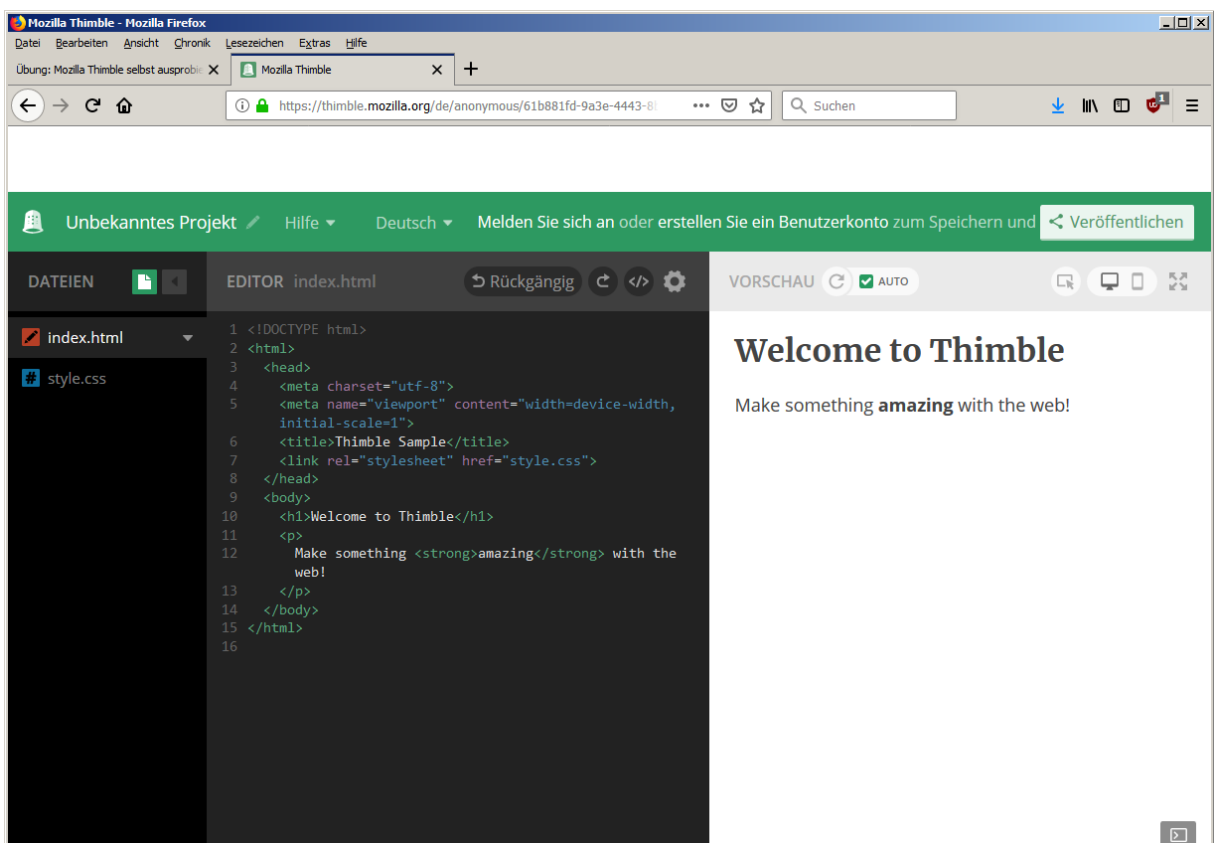 Mozilla Thimble - Mozilla Firefox
Datei Bearbeiten Ansicht Chronik Lesezeichen Extras Hilfe
Übung: Mozilla Thimble selbst Mozilla Thimble
https://thimble.mozilla.org/de/anonymous/61b881fd-9a3e-4443-8 Suchen
1
Unbekanntes Projekt Hilfe Deutsch Melden Sie sich an oder erstellen Sie ein Benutzerkonto zum Speichern und Veröffentlichen
DATEIEN EDITOR index.html Rückgängig </> VORSCHAU AUTO
index.html
# style.css
1 <!DOCTYPE html>
2 <html>
3 <head>
4 <meta charset="utf-8">
5 <meta name="viewport" content="width=device-width,
initial-scale=1">
6 <title>Thimble Sample</title>
7 <link rel="stylesheet" href="style.css">
8 </head>
9 <body>
10 <h1>Welcome to Thimble</h1>
11 <p>
12 Make something <strong>amazing</strong> with the
web!
13 </p>
14 </body>
15 </html>
16
Welcome to Thimble
Make something amazing with the web!